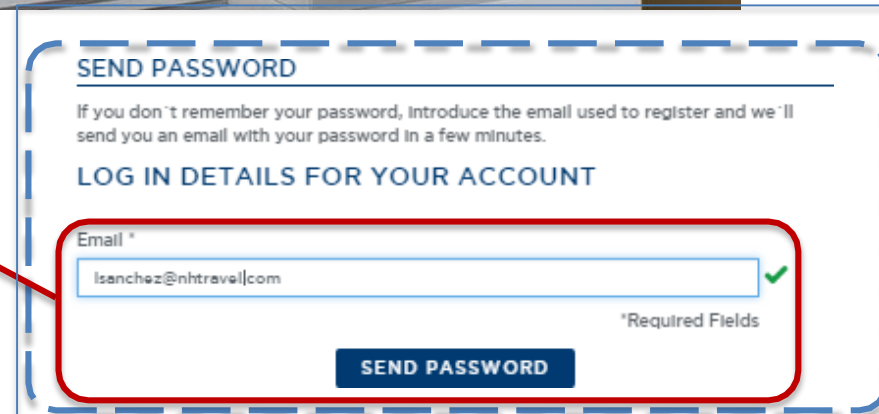 SEND PASSWORD
If you don´t remember your password, introduce the email used to register and we´ll
send you an email with your password in a few minutes.
LOG IN DETAILS FOR YOUR ACCOUNT
Email *
lsanchez@nhtravel.com
*Required Fields
SEND PASSWORD